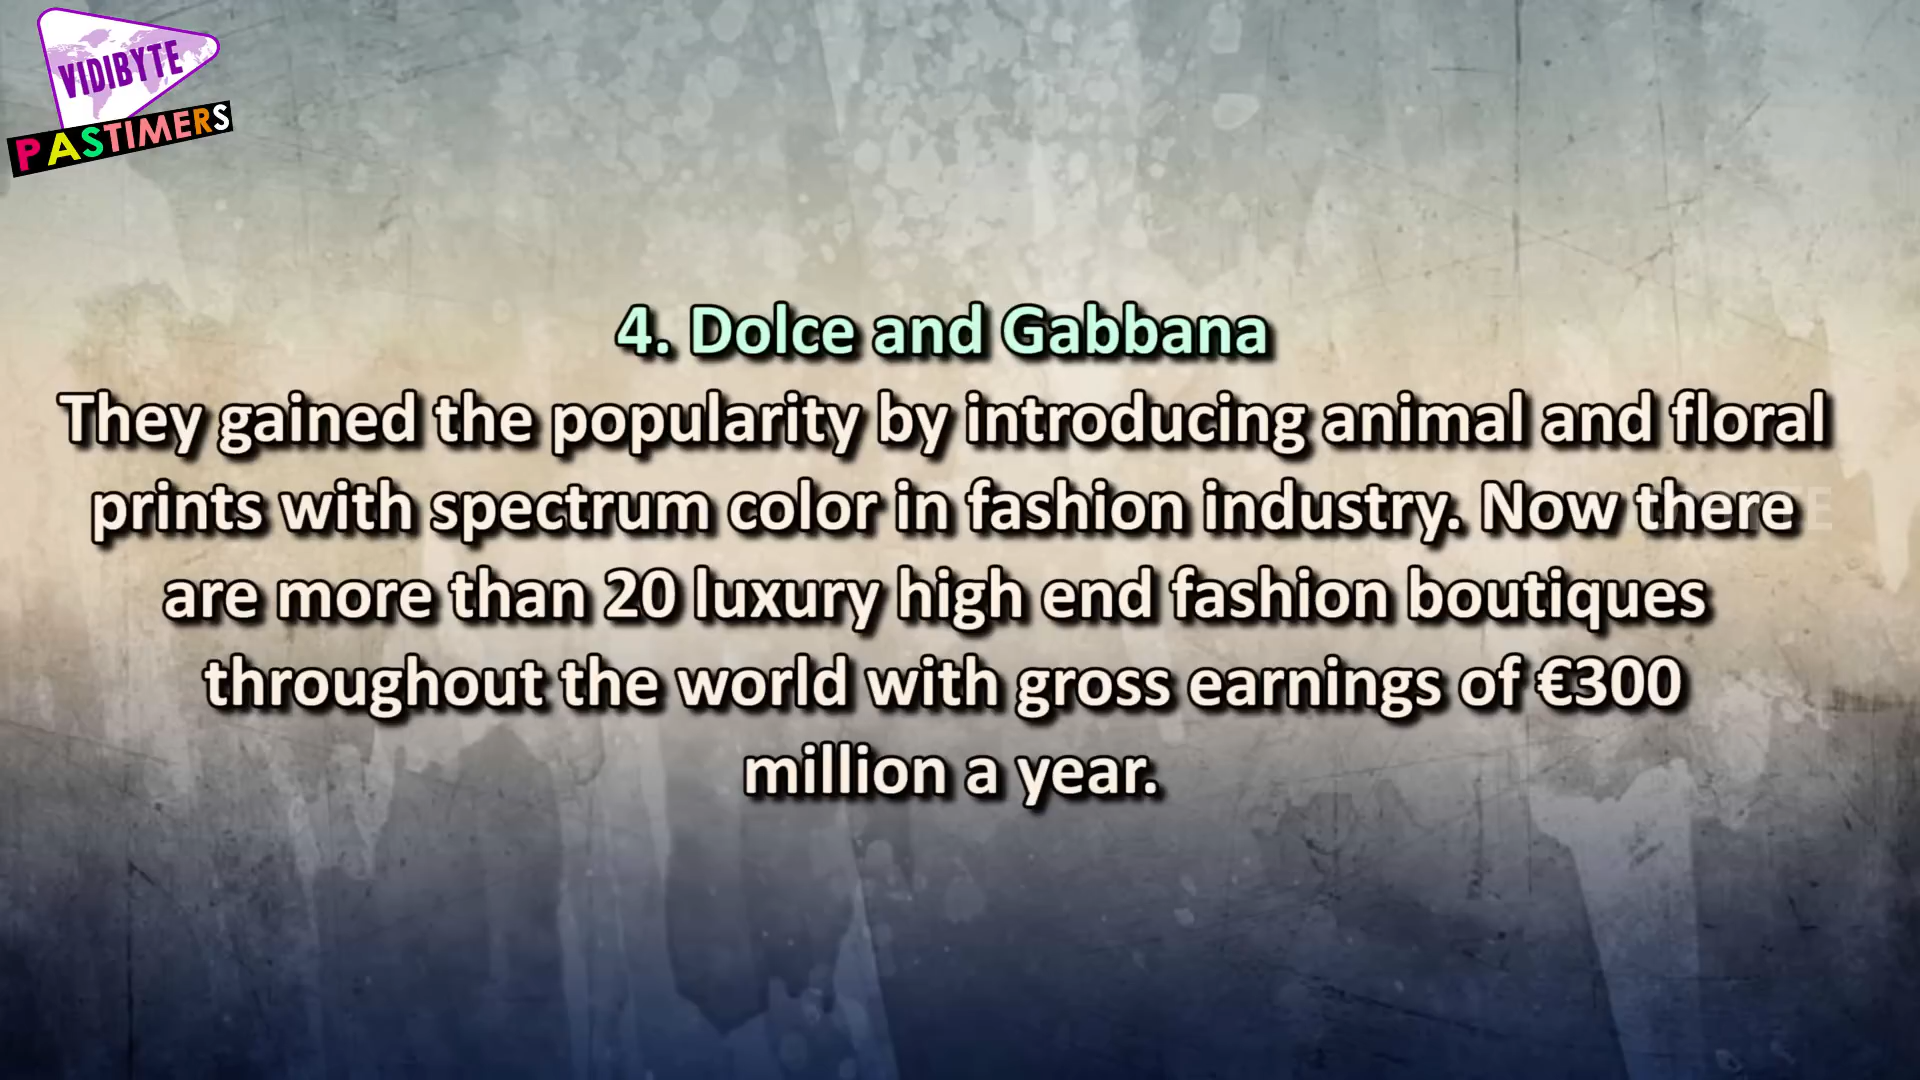 VIDIBYTE
PASTIMERS
4. Dolce and Gabbana
They gained the popularity by introducing animal and floral
prints with spectrum color in fashion industry. Now there
are more than 20 luxury high end fashion boutiques
throughout the world with gross earnings of €300
million a year.